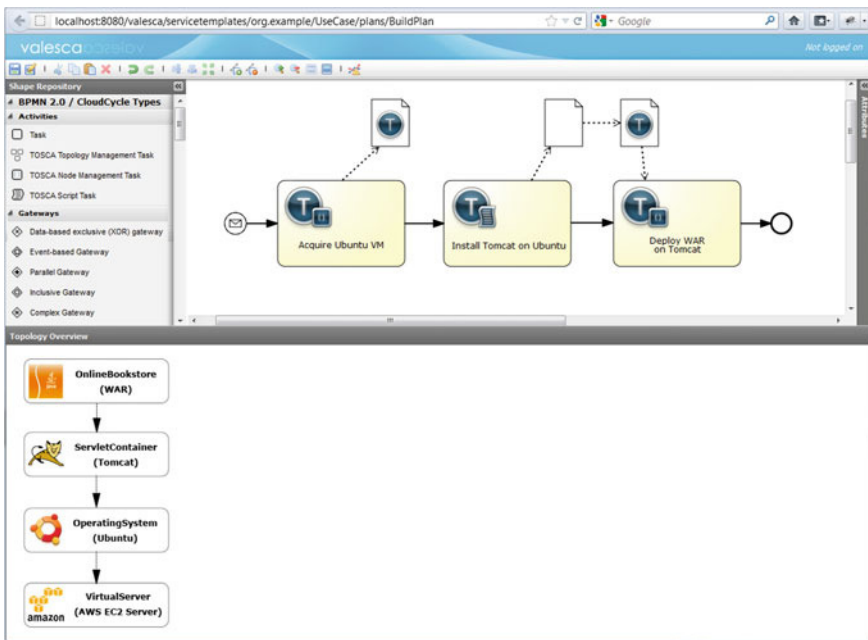 localhost:8080/valesca/servicetemplates/org.example/UseCase/plans/BuildPlan
Google
valesca
Not logged on
Shape Repository
BPMN 2.0 / CloudCycle Types
Activities
Task
TOSCA Topology Management Task
TOSCA Node Management Task
TOSCA Script Task
Gateways
Data-based exclusive (XOR) gateway
Event-based Gateway
Parallel Gateway
Inclusive Gateway
Complex Gateway
T
T
T
Acquire Ubuntu VM
T
Install Tomcat on Ubuntu
T
Deploy WAR
on Tomcat
Attributes
Topology Overview
OnlineBookstore
(WAR)
ServletContainer
(Tomcat)
OperatingSystem
(Ubuntu)
VirtualServer
(AWS EC2 Server)
amazon